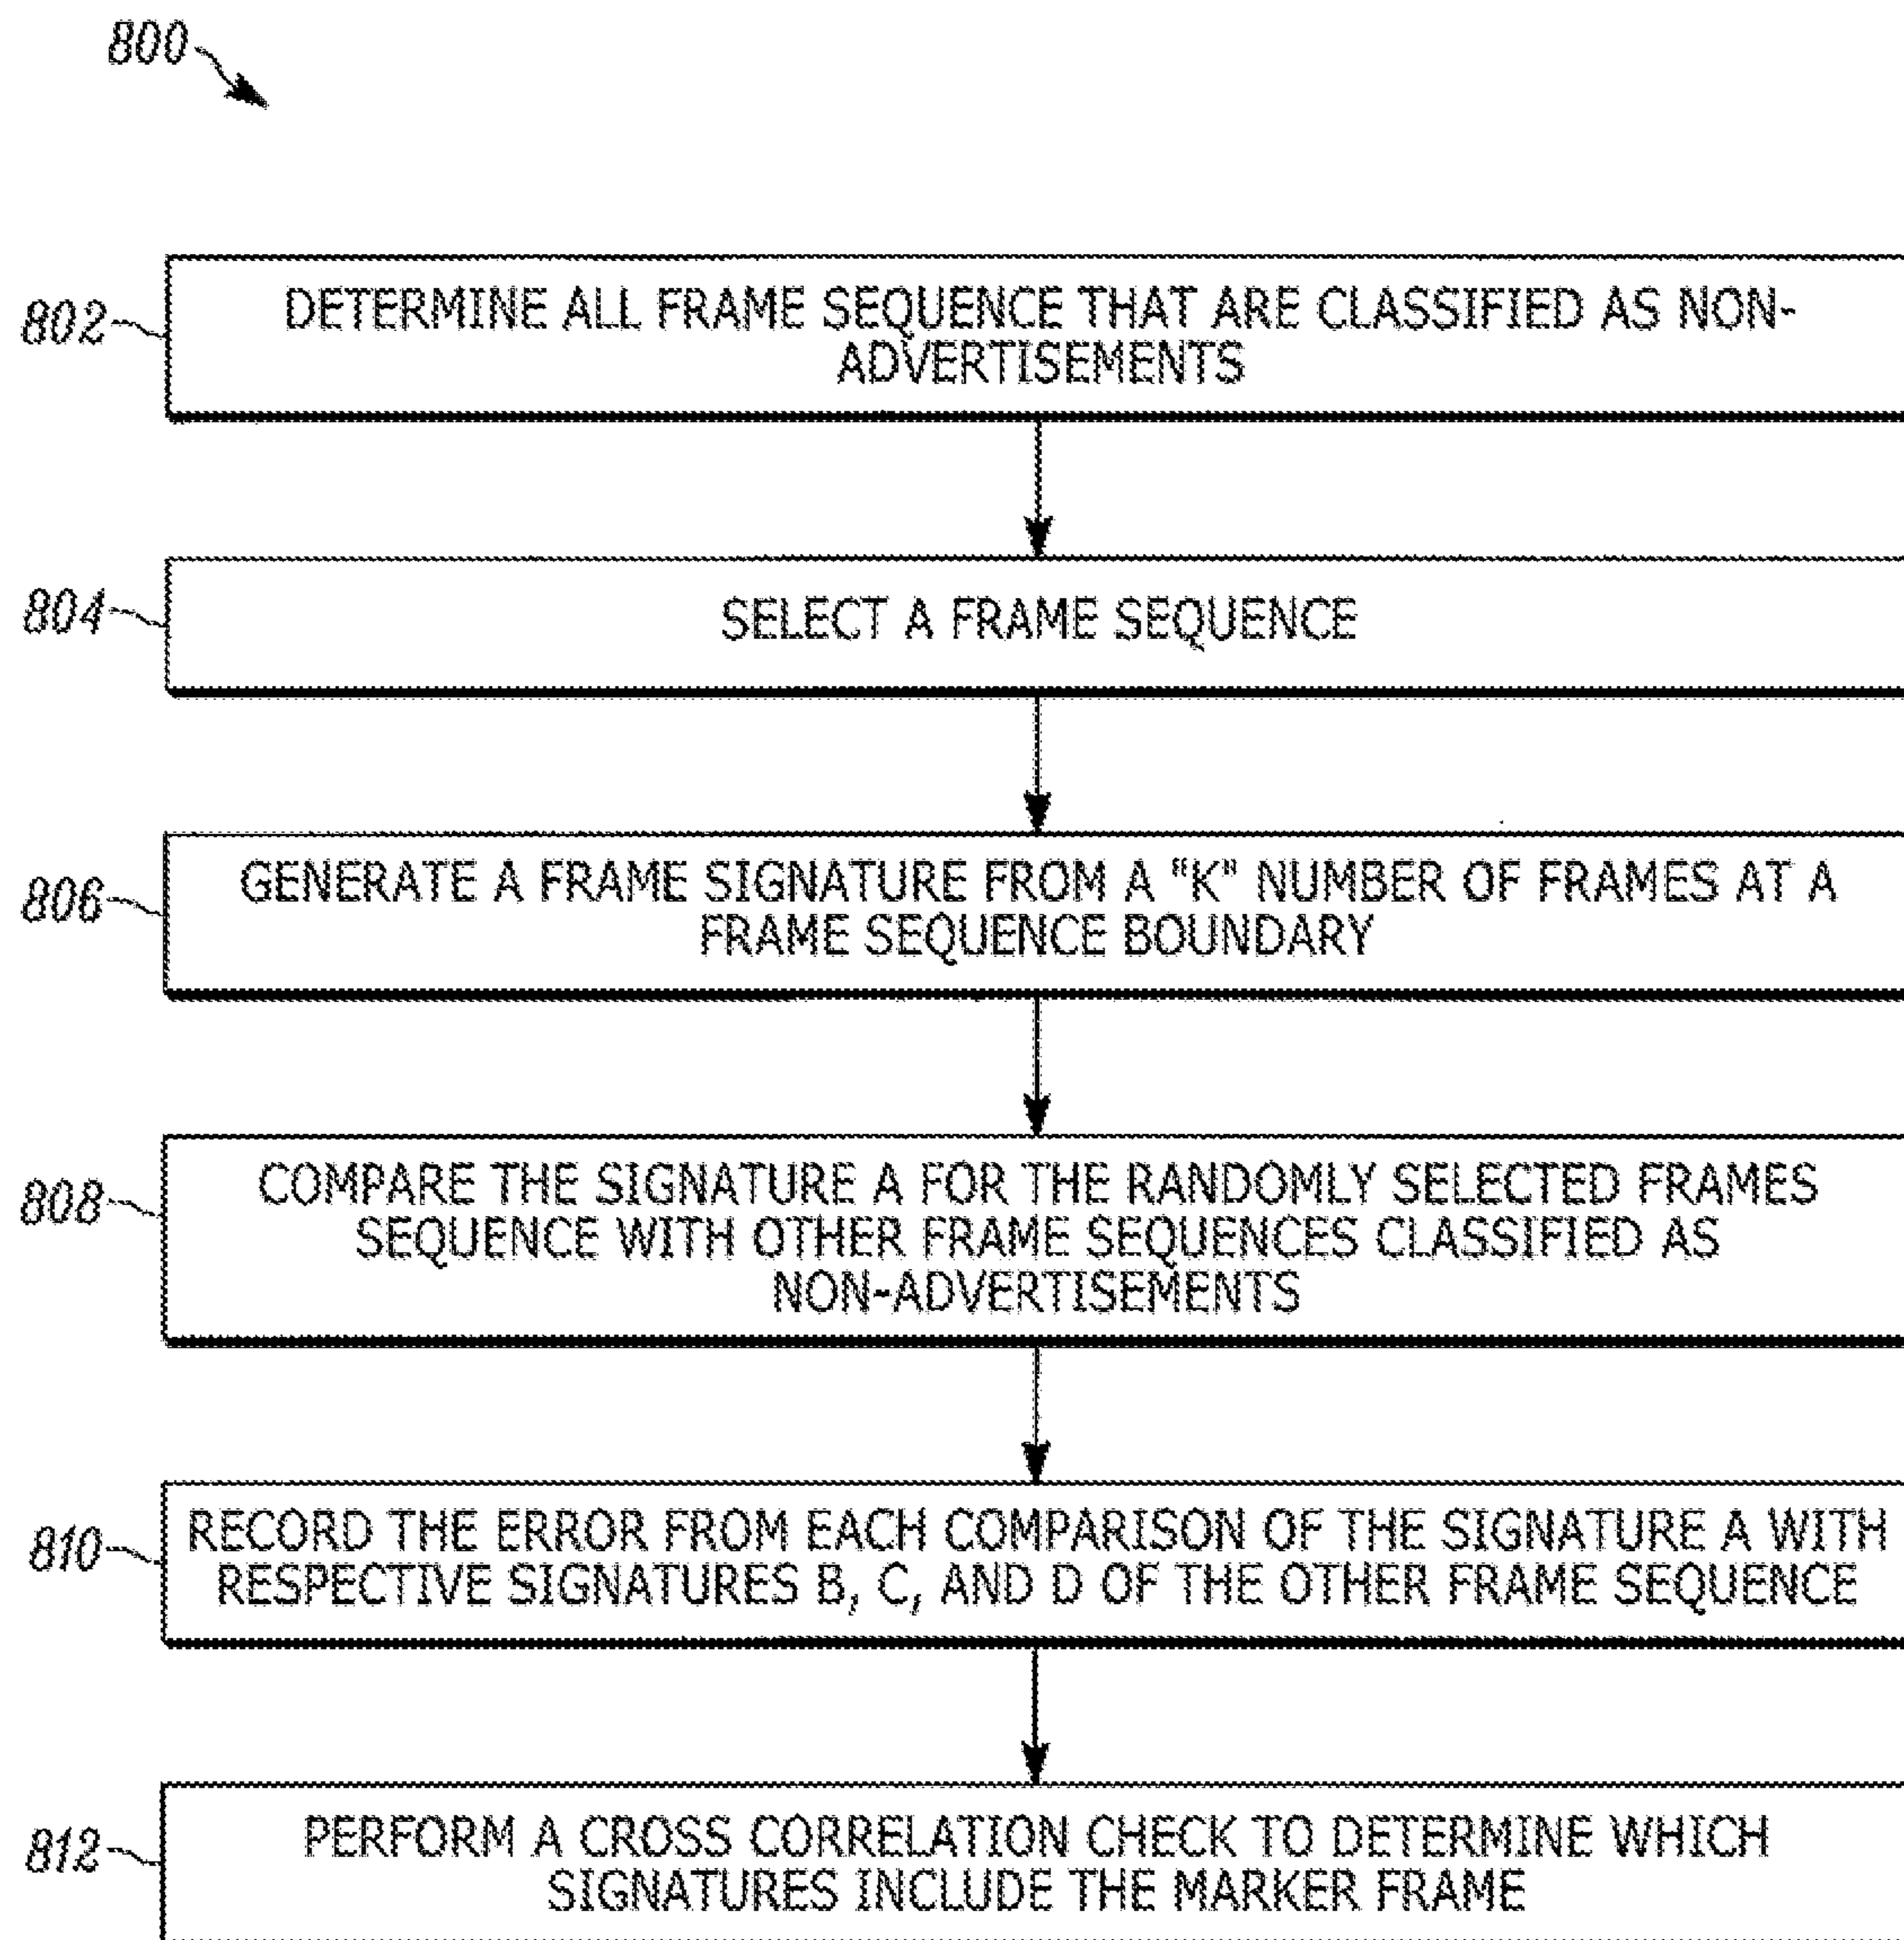 800
802
DETERMINE ALL FRAME SEQUENCE THAT ARE CLASSIFIED AS NON-
ADVERTISEMENTS
804
SELECT A FRAME SEQUENCE
806
GENERATE A FRAME SIGNATURE FROM A "K" NUMBER OF FRAMES AT A
FRAME SEQUENCE BOUNDARY
808
COMPARE THE SIGNATURE A FOR THE RANDOMLY SELECTED FRAMES
SEQUENCE WITH OTHER FRAME SEQUENCES CLASSIFIED AS
NON-ADVERTISEMENTS
810
RECORD THE ERROR FROM EACH COMPARISON OF THE SIGNATURE A WITH
RESPECTIVE SIGNATURES B, C, AND D OF THE OTHER FRAME SEQUENCE
812
PERFORM A CROSS CORRELATION CHECK TO DETERMINE WHICH
SIGNATURES INCLUDE THE MARKER FRAME